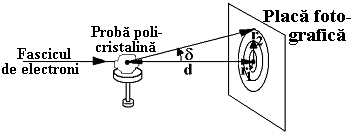 Probă poli-
cristalină
Placă foto-
grafică
Fascicul
de electroni
δ
d
r₂
r₁